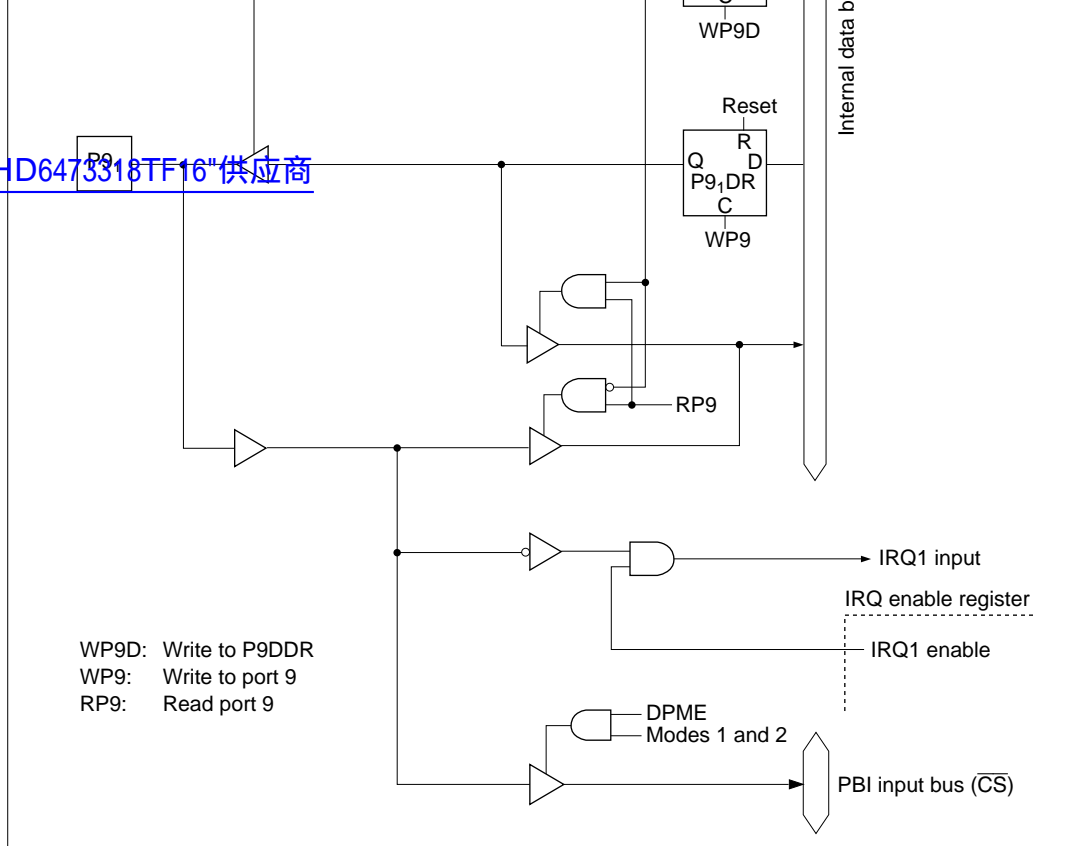 WP9D
Internal data b
Reset
R
Q
D
P9₁
HD6473318TF16"供应商
P9₁DR
C
WP9
RP9
IRQ1 input
IRQ enable register
IRQ1 enable
WP9D: Write to P9DDR
WP9: Write to port 9
RP9: Read port 9
DPME
Modes 1 and 2
PBI input bus (C̅S̅)